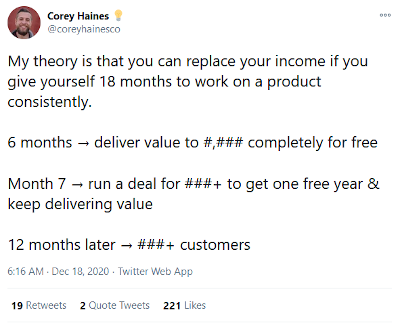 Corey Haines 💡
@coreyhainesco
My theory is that you can replace your income if you
give yourself 18 months to work on a product
consistently.
6 months → deliver value to #,### completely for free
Month 7 → run a deal for ###+ to get one free year &
keep delivering value
12 months later → ###+ customers
6:16 AM · Dec 18, 2020 · Twitter Web App
19 Retweets 2 Quote Tweets 221 Likes